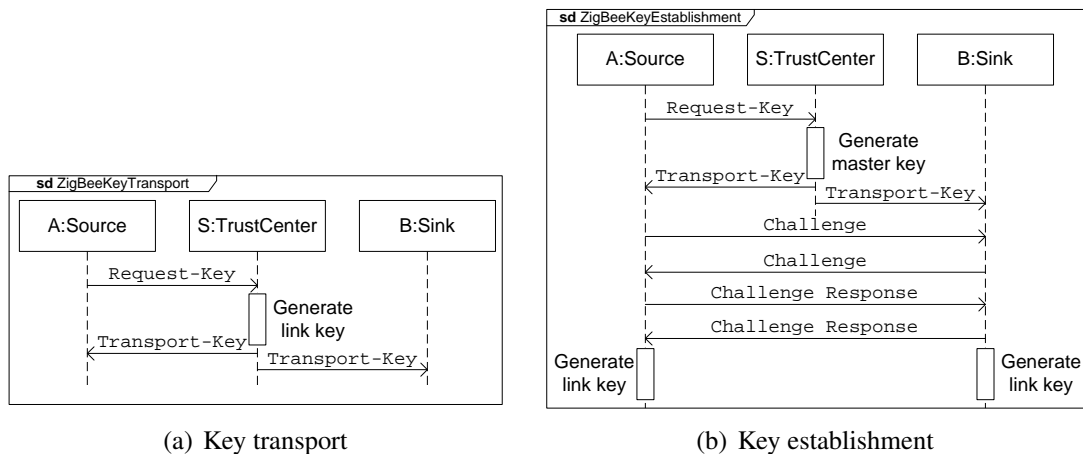 sd ZigBeeKeyTransport
A:Source
S:TrustCenter
B:Sink
Request-Key
Generate
link key
Transport-Key
Transport-Key
(a) Key transport
sd ZigBeeKeyEstablishment
A:Source
S:TrustCenter
B:Sink
Request-Key
Generate
master key
Transport-Key
Transport-Key
Challenge
Challenge
Challenge Response
Challenge Response
Generate
link key
Generate
link key
(b) Key establishment